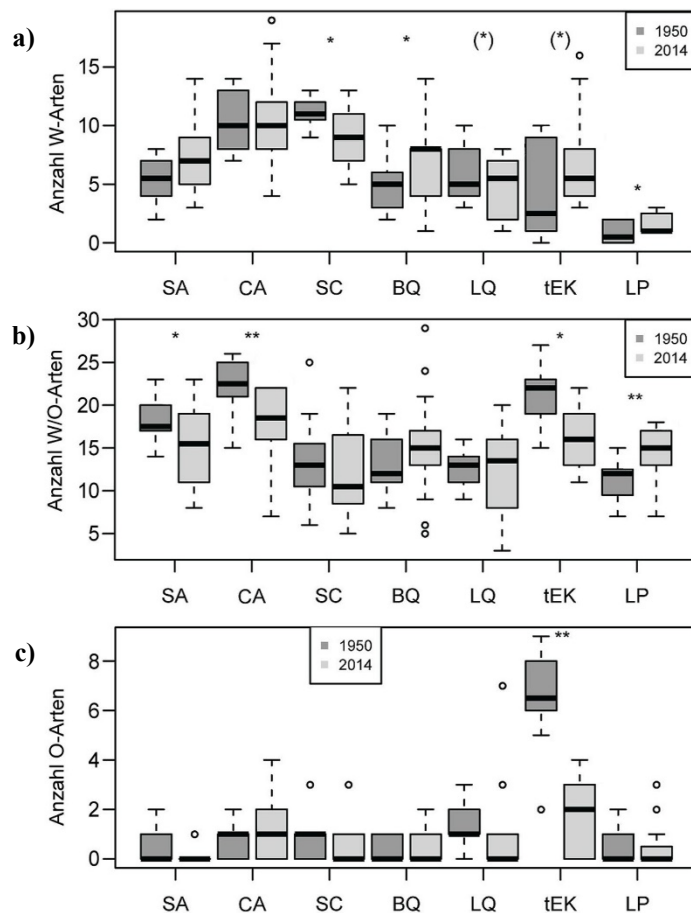 a)
Anzahl W-Arten
15
10
5
0
* * (*) (*) *
1950
2014
SA CA SC BQ LQ tEK LP
b)
Anzahl W/O-Arten
30
25
20
15
10
5
* ** * **
1950
2014
SA CA SC BQ LQ tEK LP
c)
Anzahl O-Arten
8
6
4
2
0
1950
2014
**
SA CA SC BQ LQ tEK LP